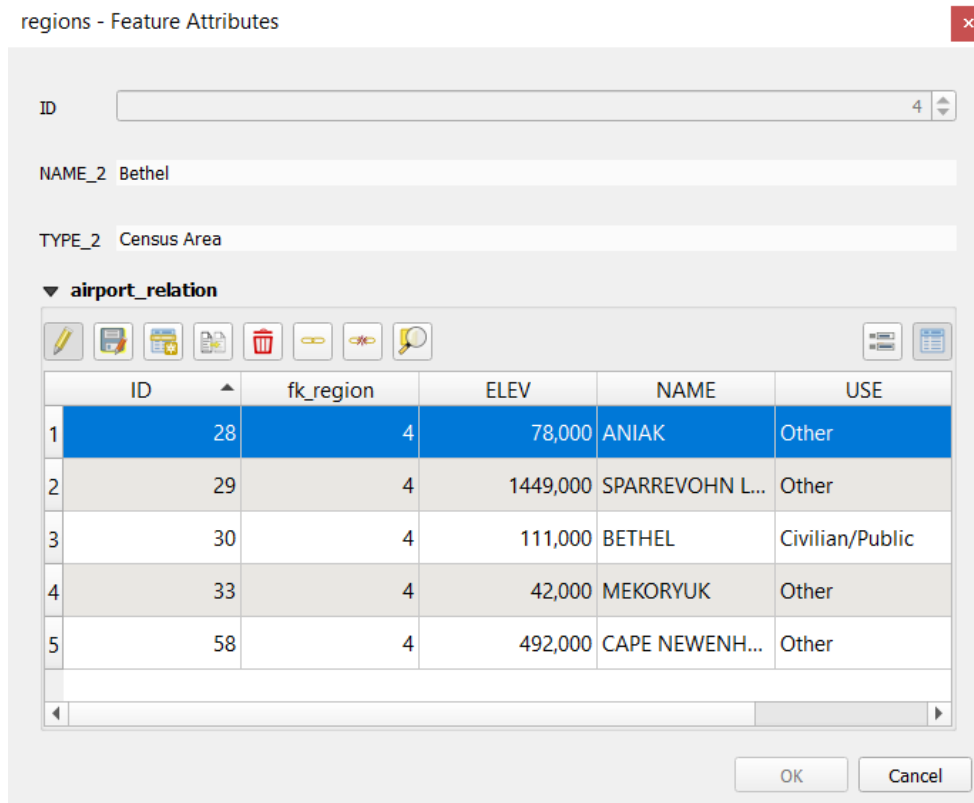 regions - Feature Attributes
ID 4
NAME_2 Bethel
TYPE_2 Census Area
airport_relation
ID fk_region ELEV NAME USE
1 28 4 78,000 ANIAK Other
2 29 4 1449,000 SPARREVOHN L... Other
3 30 4 111,000 BETHEL Civilian/Public
4 33 4 42,000 MEKORYUK Other
5 58 4 492,000 CAPE NEWENH... Other
OK Cancel